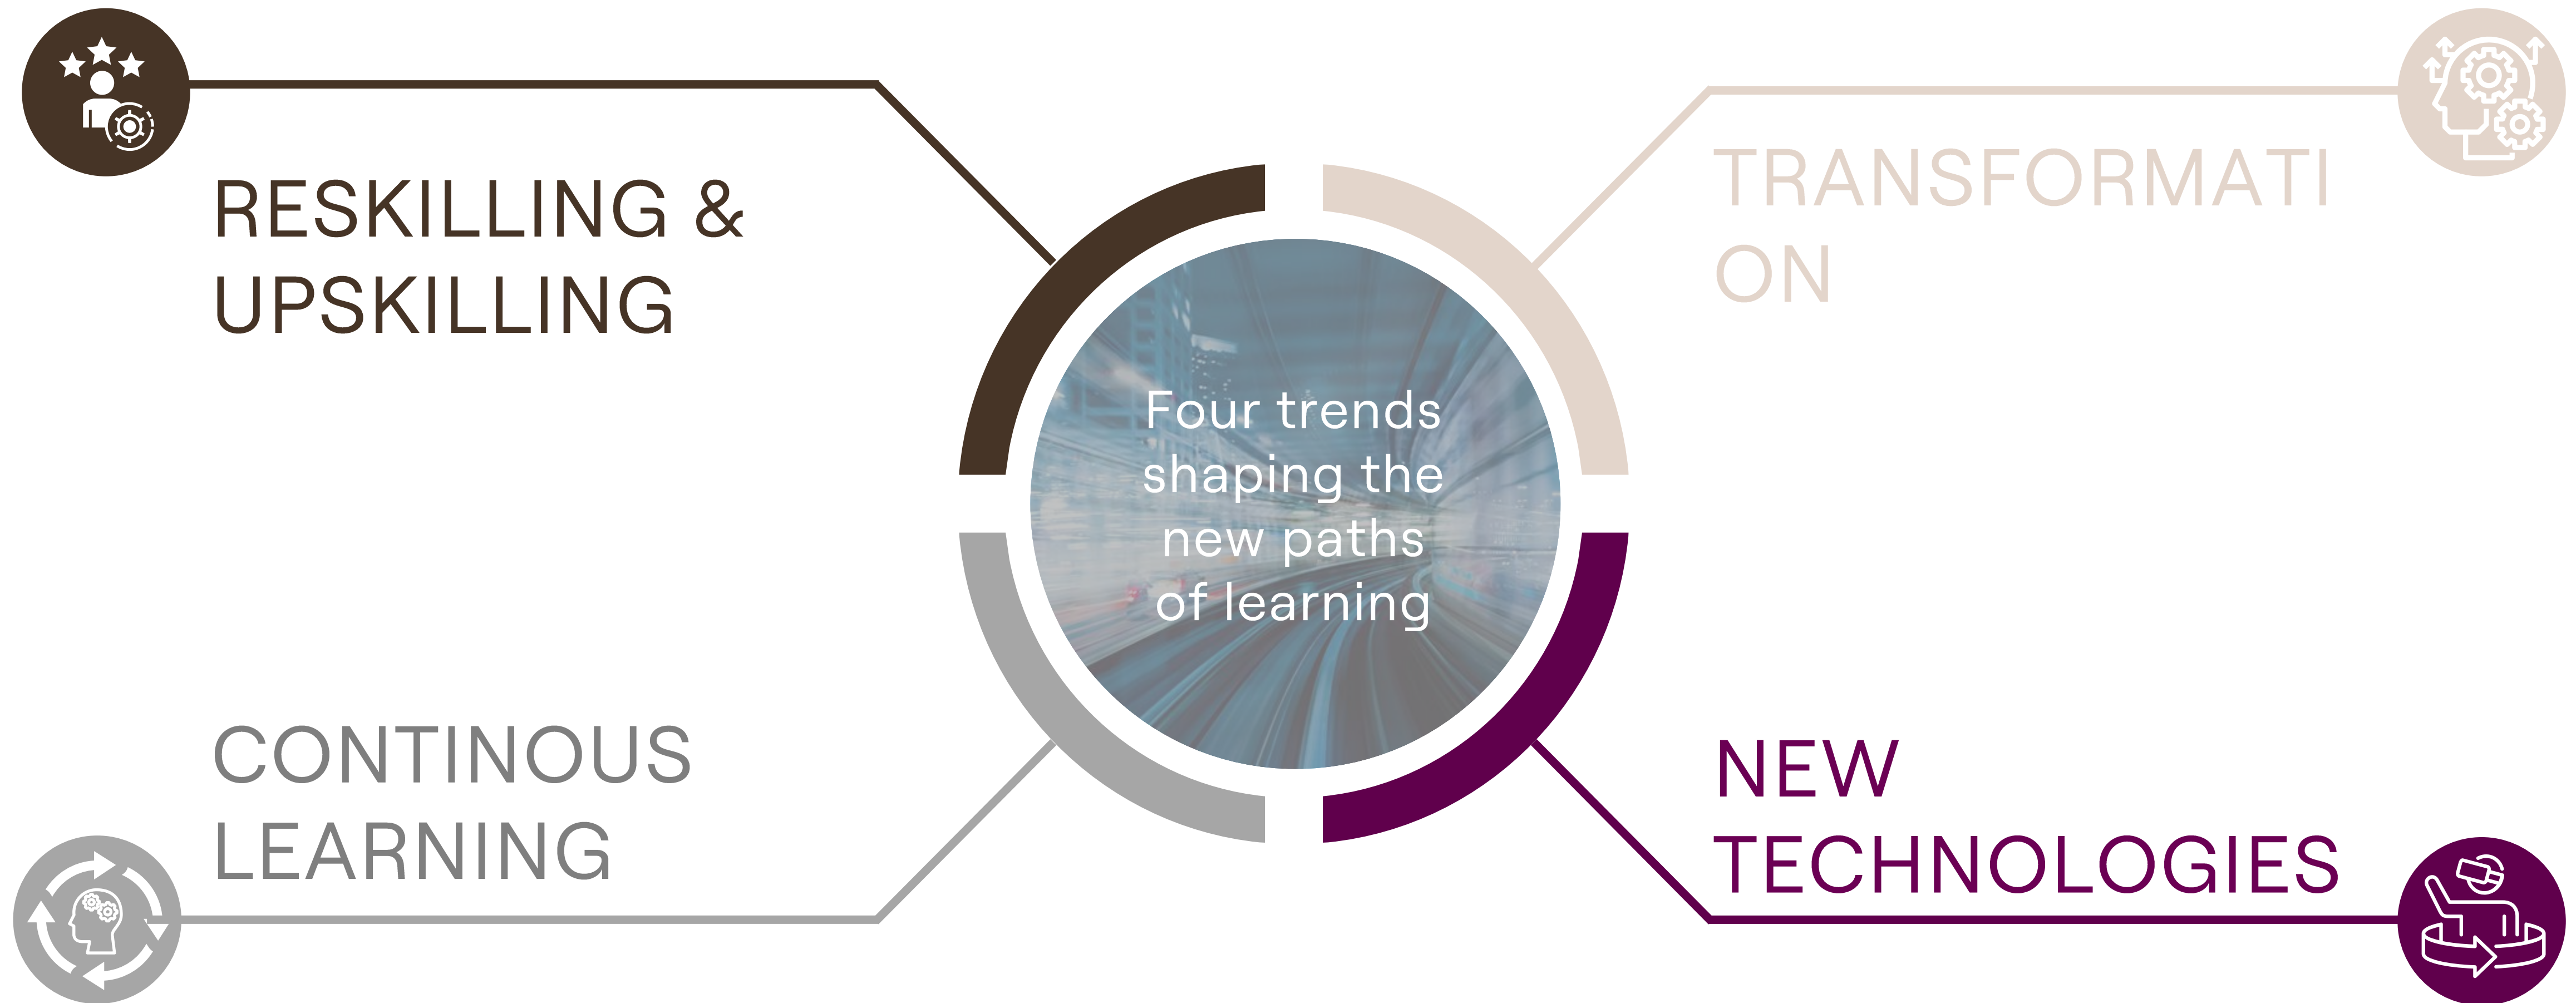 RESKILLING &
UPSKILLING
TRANSFORMATI
ON
Four trends
shaping the
new paths
of learning
CONTINOUS
LEARNING
NEW
TECHNOLOGIES